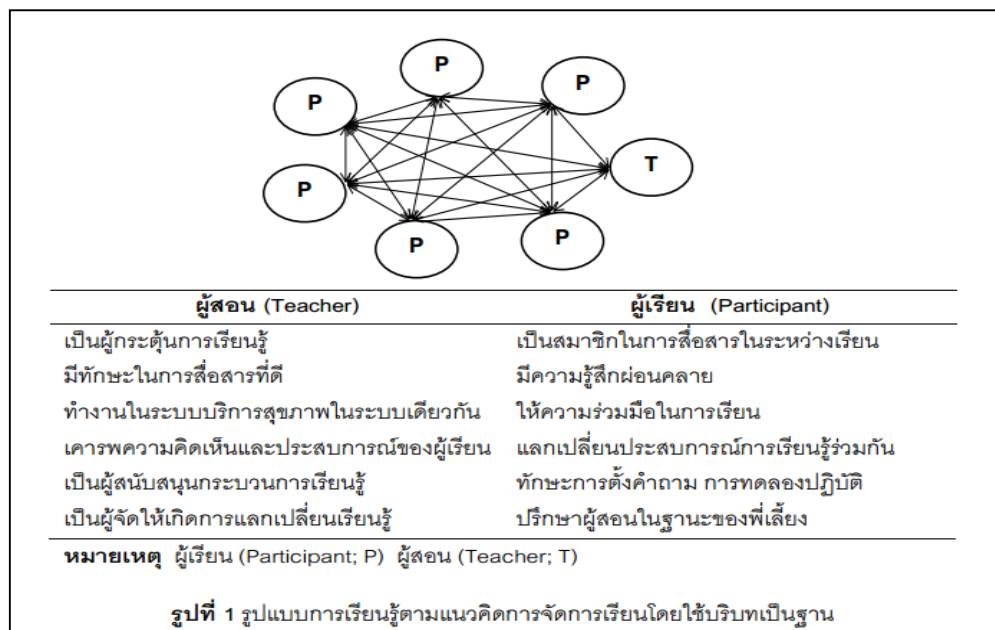 P
P
P
P
T
P
P
P
ผู้สอน (Teacher) ผู้เรียน (Participant)
เป็นผู้กระตุ้นการเรียนรู้ เป็นสมาชิกในการสื่อสารในระหว่างเรียน
มีทักษะในการสื่อสารที่ดี มีความรู้สึกผ่อนคลาย
ทำงานในระบบบริการสุขภาพในระบบเดียวกัน ให้ความร่วมมือในการเรียน
เคารพความคิดเห็นและประสบการณ์ของผู้เรียน แลกเปลี่ยนประสบการณ์การเรียนรู้ร่วมกัน
เป็นผู้สนับสนุนกระบวนการเรียนรู้ ทักษะการตั้งคำถาม การทดลองปฏิบัติ
เป็นผู้จัดให้เกิดการแลกเปลี่ยนเรียนรู้ ปรึกษาผู้สอนในฐานะของพี่เลี้ยง
หมายเหตุ ผู้เรียน (Participant; P) ผู้สอน (Teacher; T)
รูปที่ 1 รูปแบบการเรียนรู้ตามแนวคิดการจัดการเรียนโดยใช้บริบทเป็นฐาน